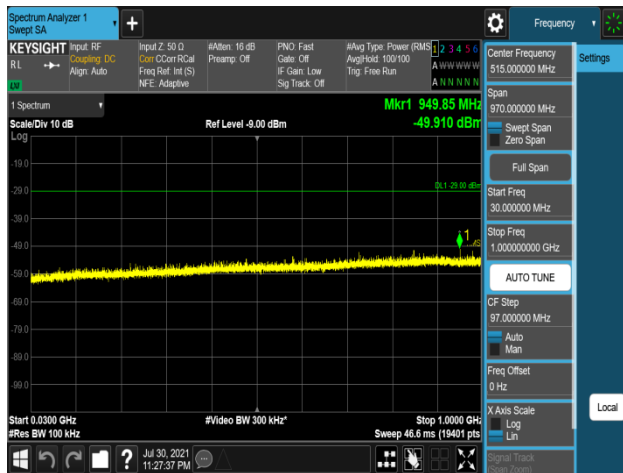 Spectrum Analyzer 1
Swept SA
Frequency
KEYSIGHT
R L
Input: RF
Coupling: DC
Align: Auto
Input Z: 50 Ω
Corr CCorr RCal
Freq Ref: Int (S)
NFE: Adaptive
#Atten: 16 dB
Preamp: Off
PNO: Fast
Gate: Off
IF Gain: Low
Sig Track: Off
#Avg Type: Power (RMS
Avg|Hold: 100/100
Trig: Free Run
1 2 3 4 5 6
A W W W W W
A N N N N N
1 Spectrum
Scale/Div 10 dB
Log
Ref Level -9.00 dBm
Mkr1 949.85 MHz
-49.910 dBm
-19.0
-29.0
-39.0
-49.0
-59.0
-69.0
-79.0
-89.0
-99.0
DL1 -29.00 dBm
1
Start 0.0300 GHz
#Res BW 100 kHz
#Video BW 300 kHz*
Stop 1.0000 GHz
Sweep 46.6 ms (19401 pts
Jul 30, 2021
11:27:37 PM
Center Frequency
515.000000 MHz
Span
970.000000 MHz
Swept Span
Zero Span
Full Span
Start Freq
30.000000 MHz
Stop Freq
1.000000000 GHz
AUTO TUNE
CF Step
97.000000 MHz
Auto
Man
Freq Offset
0 Hz
X Axis Scale
Log
Lin
Signal Track
(Span Zoom)
Settings
Local